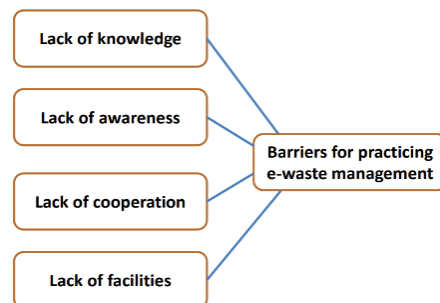 Lack of knowledge
Lack of awareness
Barriers for practicing
e-waste management
Lack of cooperation
Lack of facilities